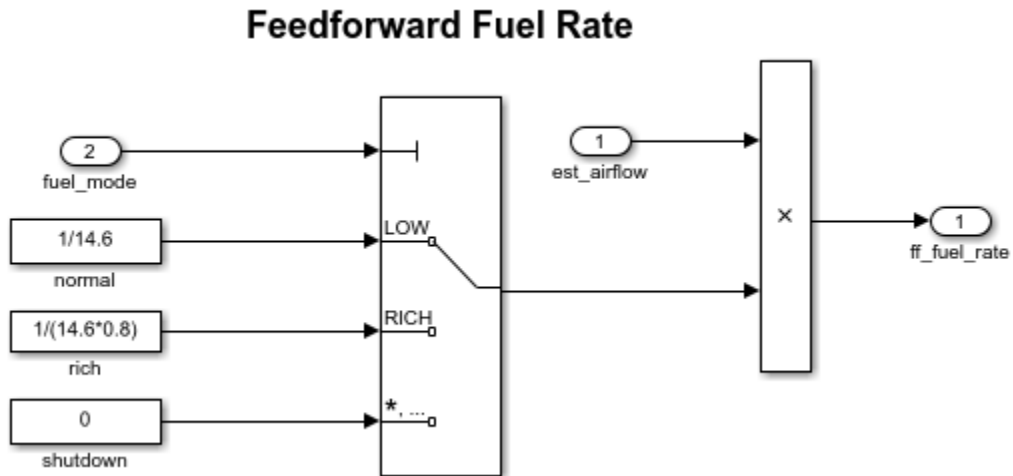 Feedforward Fuel Rate
2
fuel_mode
1/14.6
normal
1/(14.6*0.8)
rich
0
shutdown
LOW
RICH
*, ...
1
est_airflow
×
1
ff_fuel_rate